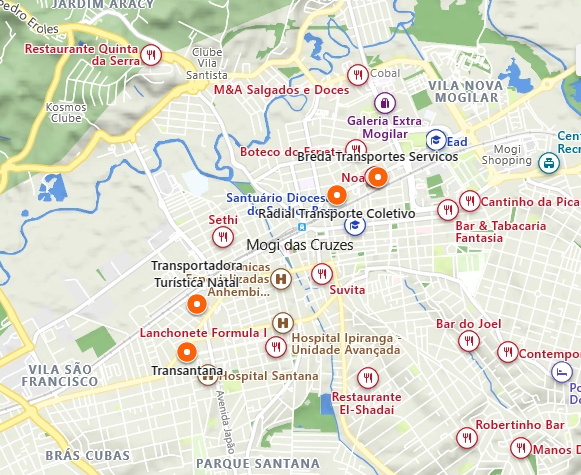 JARDIM ARACY
Pedro Eroles
Restaurante Quinta
da Serra
Clube
Vila
Santista
Cobal
M&A Salgados e Doces
VILA NOVA
MOGILAR
Kosmos
Clube
Galeria Extra
Mogilar
Ead
Mogi
Shopping
Boteco do
Breda Transportes Servicos
Noa
Santuário
Radial Transporte Coletivo
Cantinho da
Bar & Tabacaria
Fantasia
Sethi
Mogi das Cruzes
Transportadora
Turística Natal
Anhembi...
Suvita
Lanchonete Formula I
Hospital Ipiranga -
Unidade Avançada
Bar do Joel
Transantana
Hospital Santana
VILA SÃO
FRANCISCO
Restaurante
El-Shadai
Avenida Japão
Robertinho Bar
Manos
BRÁS CUBAS
PARQUE SANTANA